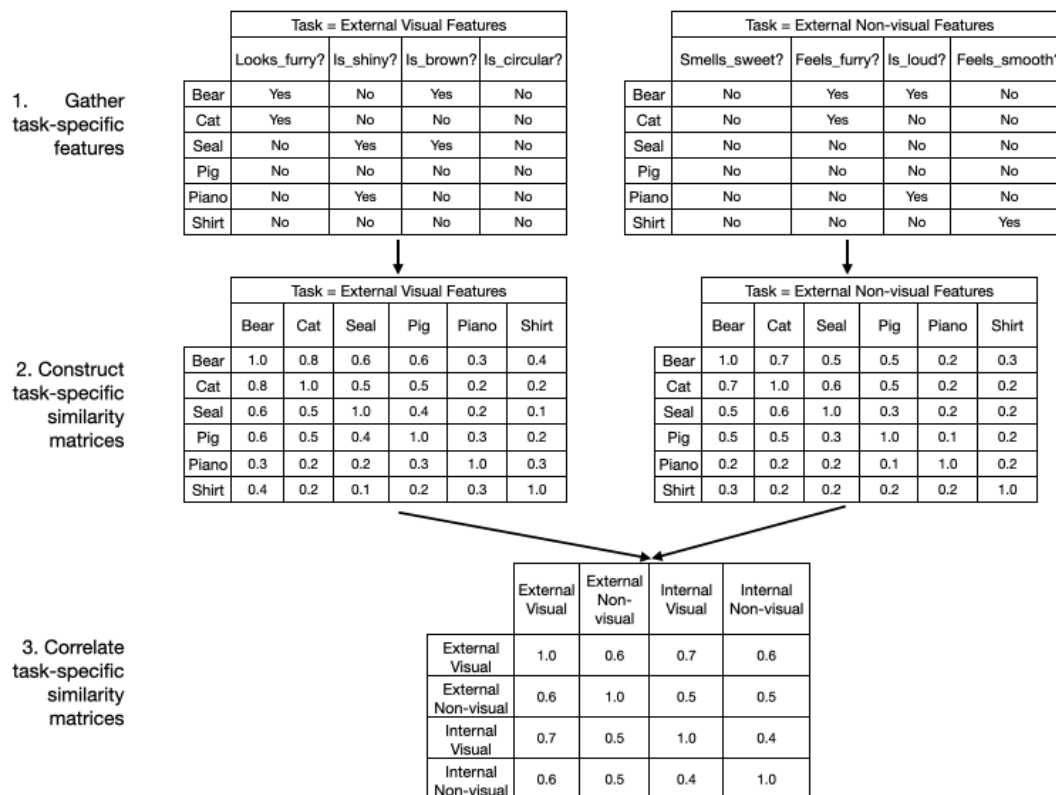 Task = External Visual Features
Looks_furry? Is_shiny? Is_brown? Is_circular?
Bear Yes No Yes No
Cat Yes No No No
Seal No Yes Yes No
Pig No No No No
Piano No Yes No No
Shirt No No No No
Task = External Non-visual Features
Smells_sweet? Feels_furry? Is_loud? Feels_smooth?
Bear No Yes Yes No
Cat No Yes No No
Seal No No No No
Pig No No No No
Piano No No Yes No
Shirt No No No Yes
1. Gather
task-specific
features
Task = External Visual Features
Bear Cat Seal Pig Piano Shirt
Bear 1.0 0.8 0.6 0.6 0.3 0.4
Cat 0.8 1.0 0.5 0.5 0.2 0.2
Seal 0.6 0.5 1.0 0.4 0.2 0.1
Pig 0.6 0.5 0.4 1.0 0.3 0.2
Piano 0.3 0.2 0.2 0.3 1.0 0.3
Shirt 0.4 0.2 0.1 0.2 0.3 1.0
Task = External Non-visual Features
Bear Cat Seal Pig Piano Shirt
Bear 1.0 0.7 0.5 0.5 0.2 0.3
Cat 0.7 1.0 0.6 0.5 0.2 0.2
Seal 0.5 0.6 1.0 0.3 0.2 0.2
Pig 0.5 0.5 0.3 1.0 0.1 0.2
Piano 0.2 0.2 0.2 0.1 1.0 0.2
Shirt 0.3 0.2 0.2 0.2 0.2 1.0
2. Construct
task-specific
similarity
matrices
External
Visual
External
Non-
visual
Internal
Visual
Internal
Non-visual
External
Visual
1.0 0.6 0.7 0.6
External
Non-visual
0.6 1.0 0.5 0.5
Internal
Visual
0.7 0.5 1.0 0.4
Internal
Non-visual
0.6 0.5 0.4 1.0
3. Correlate
task-specific
similarity
matrices